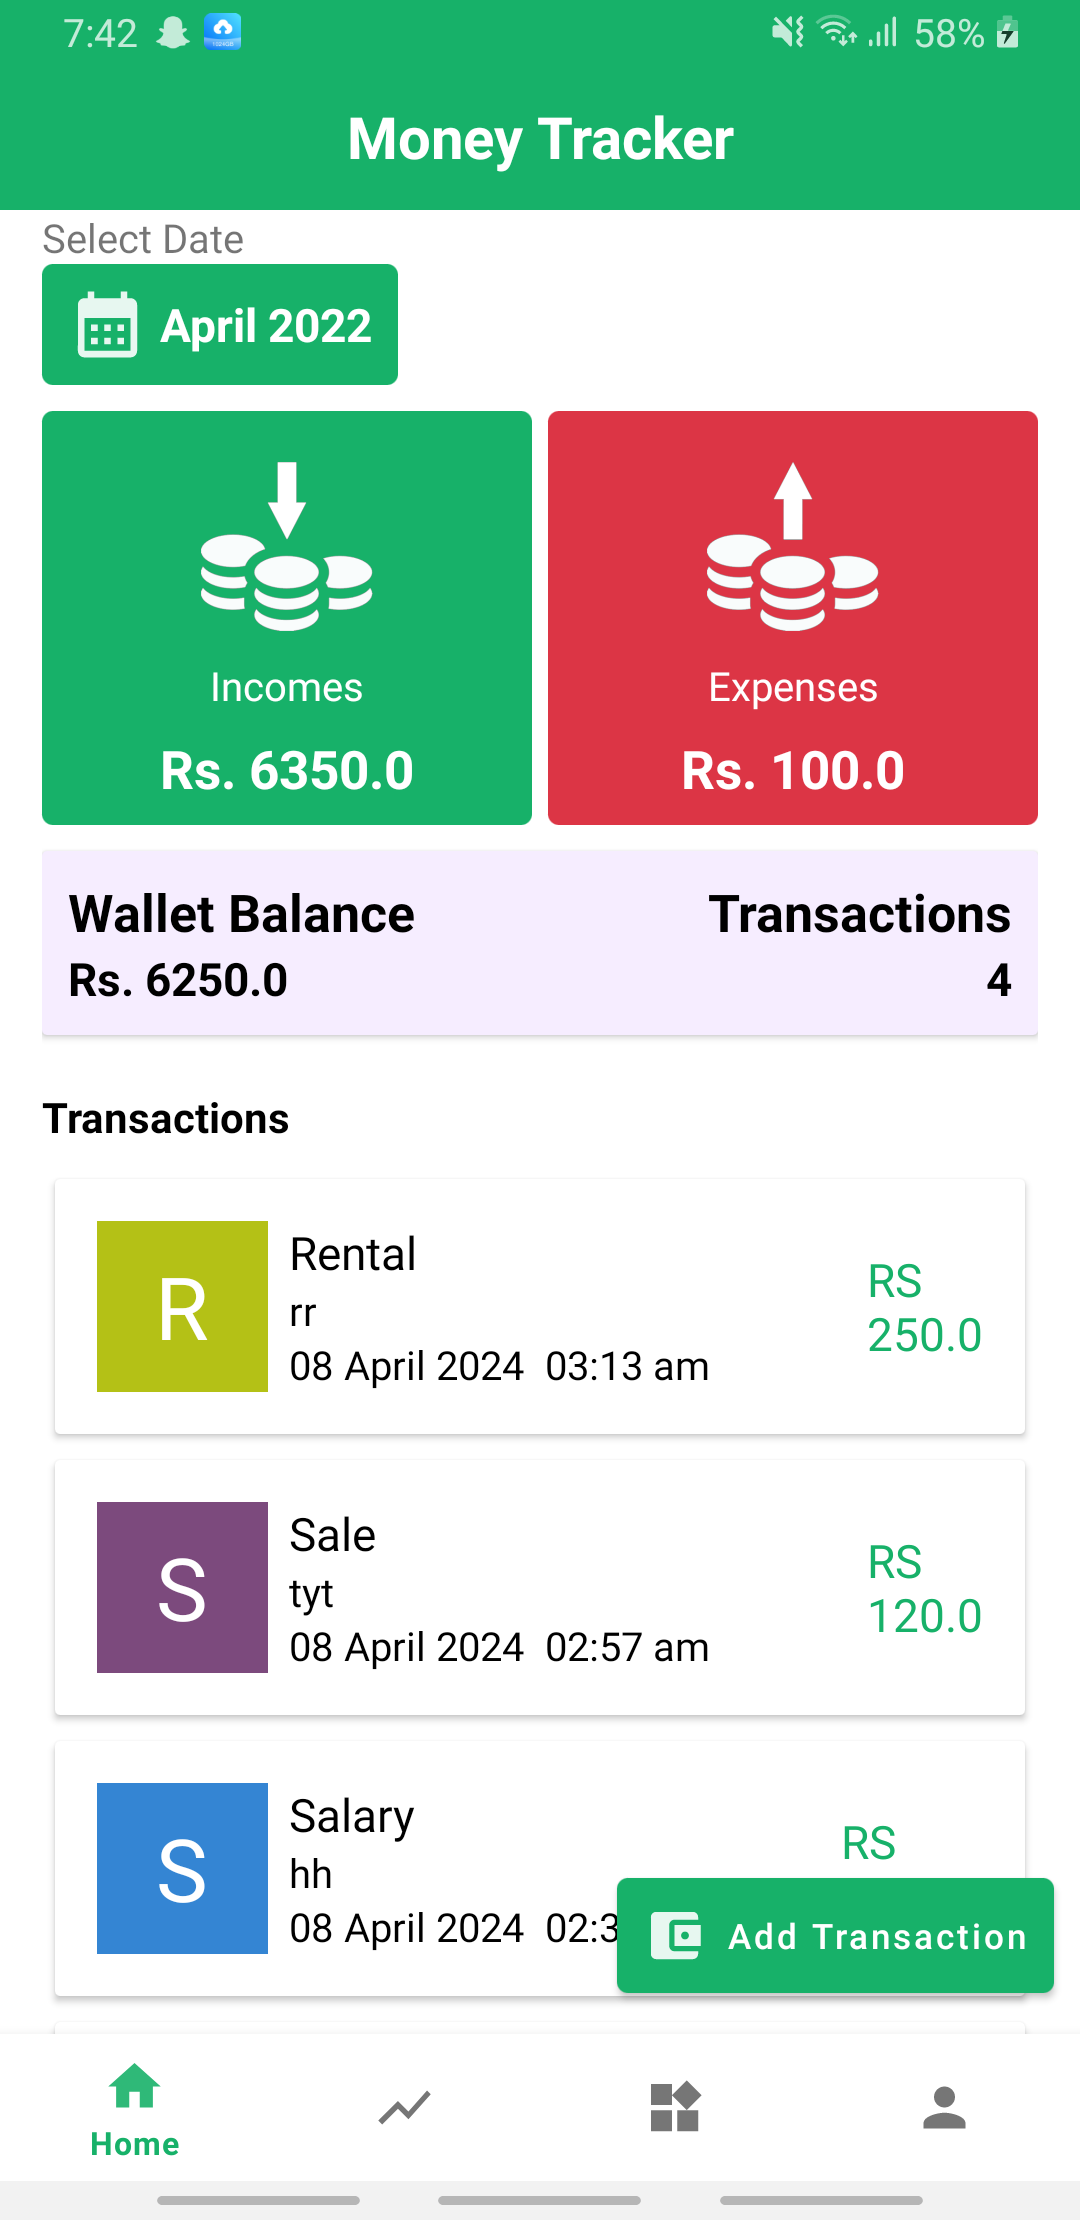 7:42
58%
Money Tracker
Select Date
April 2022
Incomes
Rs. 6350.0
Expenses
Rs. 100.0
Wallet Balance
Rs. 6250.0
Transactions
4
Transactions
R
Rental
rr
08 April 2024 03:13 am
RS
250.0
S
Sale
tyt
08 April 2024 02:57 am
RS
120.0
S
Salary
hh
08 April 2024 02:3
RS
Add Transaction
Home